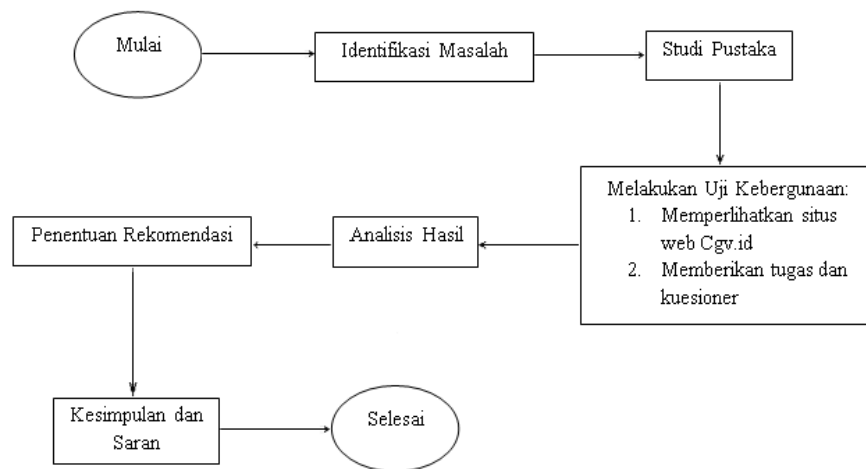 Mulai
Identifikasi Masalah
Studi Pustaka
Melakukan Uji Kebergunaan:
1. Memperlihatkan situs
web Cgv.id
2. Memberikan tugas dan
kuesioner
Analisis Hasil
Penentuan Rekomendasi
Kesimpulan dan
Saran
Selesai